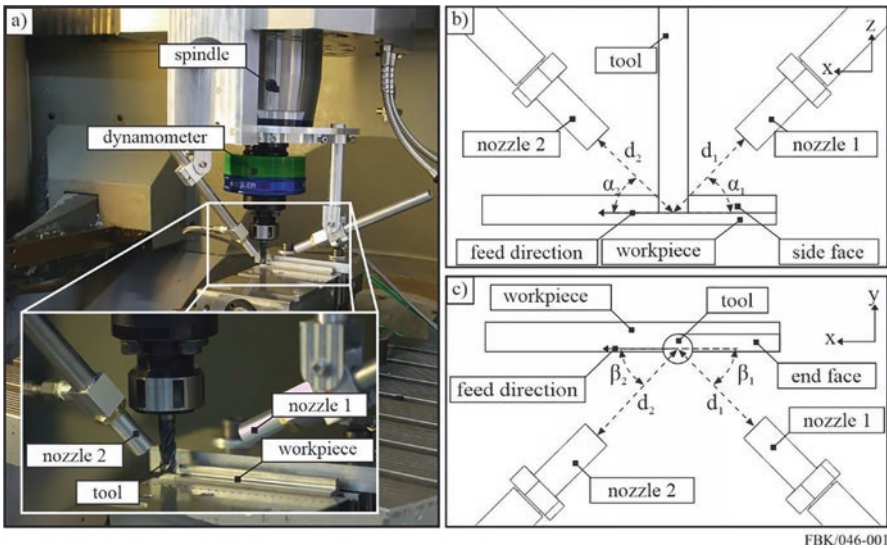 a)
spindle
dynamometer
nozzle 1
nozzle 2
workpiece
tool
b)
tool
z
x
nozzle 2
nozzle 1
d₂
d₁
α₂
α₁
feed direction
workpiece
side face
c)
workpiece
tool
y
x
feed direction
β₂
β₁
end face
d₂
d₁
nozzle 1
nozzle 2
FBK/046-001